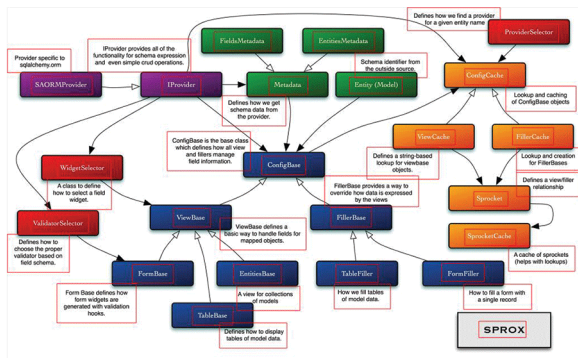 Defines how we find a provider
for a given entity name
ProviderSelector
FieldsMetadata
EntitiesMetadata
IProvider provides all of the
functionality for schema expression
and even simple crud operations.
Provider specific to
sqlalchemy.orm
Schema identifier from
the outside source.
ConfigCache
SAORMProvider
IProvider
Metadata
Entity (Model)
Lookup and caching
of ConfigBase objects
Defines how we get
schema data from
the provider.
ConfigBase is the base class
which defines how all view
and fillers manage
field information.
ViewCache
FillerCache
Defines a string-based
lookup for viewbase
objects.
Lookup and creation
for FillerBases
WidgetSelector
ConfigBase
A class to define
how to select a field
widget.
FillerBase provides a way to
override how data is expressed
by the views
Defines a view/filler
relationship
Sprocket
ValidatorSelector
ViewBase
FillerBase
ViewBase defines a
basic way to handle fields for
mapped objects.
SprocketCache
Defines how to
choose the proper
validator based on
field schema.
A cache of sprockets
(helps with lookups)
FormBase
EntitiesBase
TableFiller
FormFiller
Form Base defines how
form widgets are
generated with validation
hooks.
A view for collections
of models
How we fill tables
of model data.
How to fill a form with
a single record
TableBase
Defines how to display
tables of model data.
SPROX